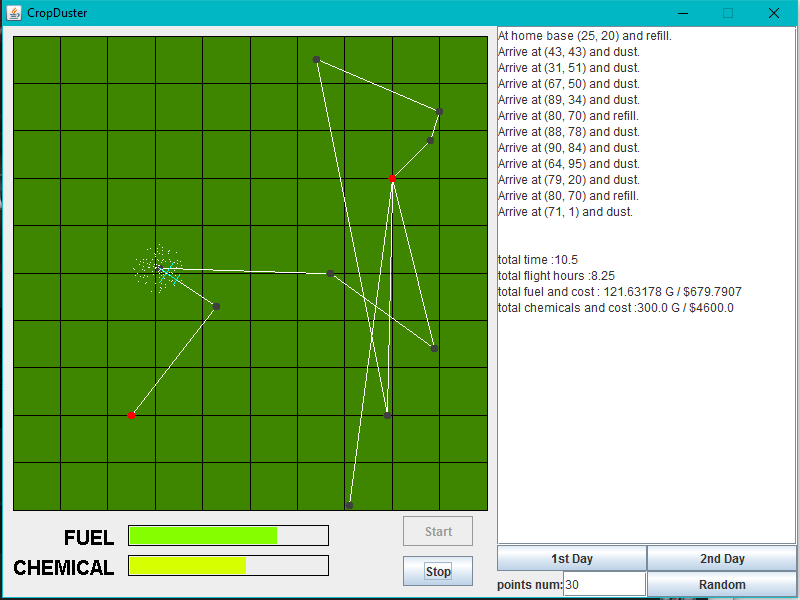 CropDuster
At home base (25, 20) and refill.
Arrive at (43, 43) and dust.
Arrive at (31, 51) and dust.
Arrive at (67, 50) and dust.
Arrive at (89, 34) and dust.
Arrive at (80, 70) and refill.
Arrive at (88, 78) and dust.
Arrive at (90, 84) and dust.
Arrive at (64, 95) and dust.
Arrive at (79, 20) and dust.
Arrive at (80, 70) and refill.
Arrive at (71, 1) and dust.
total time :10.5
total flight hours :8.25
total fuel and cost : 121.63178 G / $679.7907
total chemicals and cost :300.0 G / $4600.0
FUEL
Start
CHEMICAL
Stop
1st Day
2nd Day
points num:
30
Random